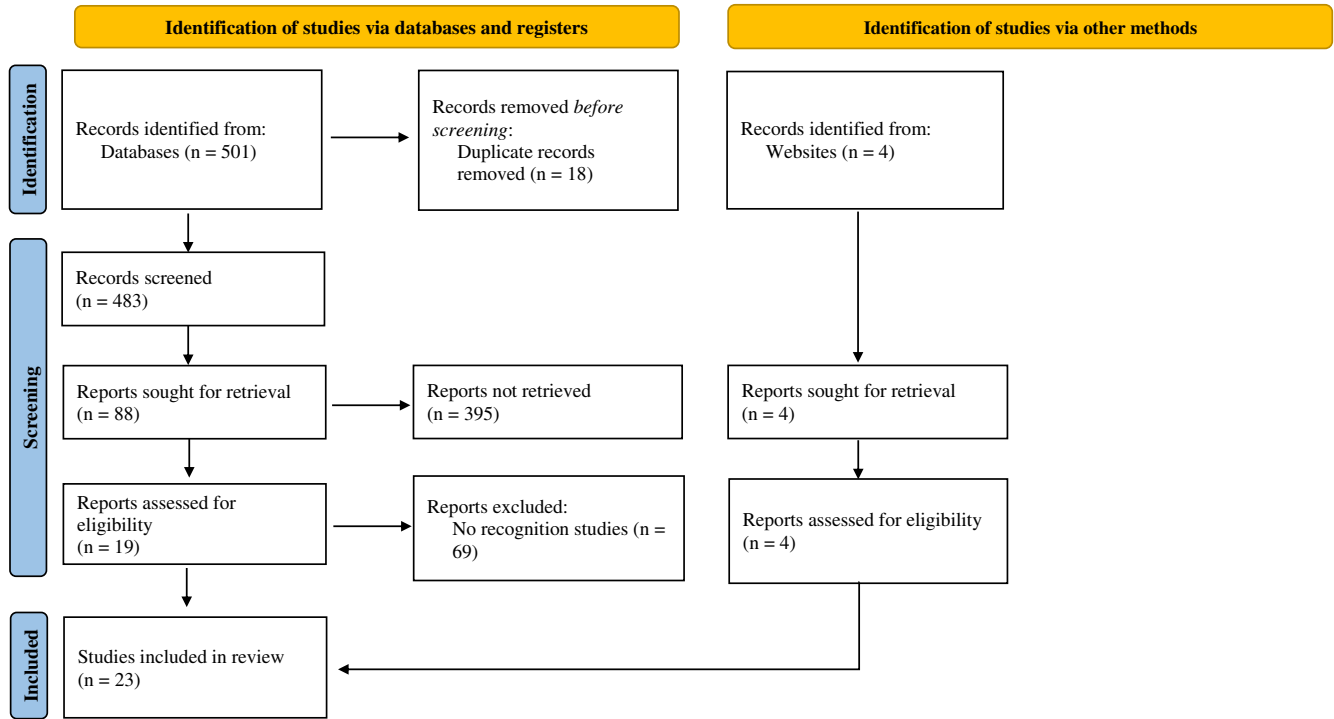 Identification of studies via databases and registers
Identification of studies via other methods
Identification
Records identified from:
Databases (n = 501)
Records removed before
screening:
Duplicate records
removed (n = 18)
Records identified from:
Websites (n = 4)
Screening
Records screened
(n = 483)
Reports sought for retrieval
(n = 88)
Reports not retrieved
(n = 395)
Reports sought for retrieval
(n = 4)
Reports assessed for
eligibility
(n = 19)
Reports excluded:
No recognition studies (n =
69)
Reports assessed for eligibility
(n = 4)
Included
Studies included in review
(n = 23)